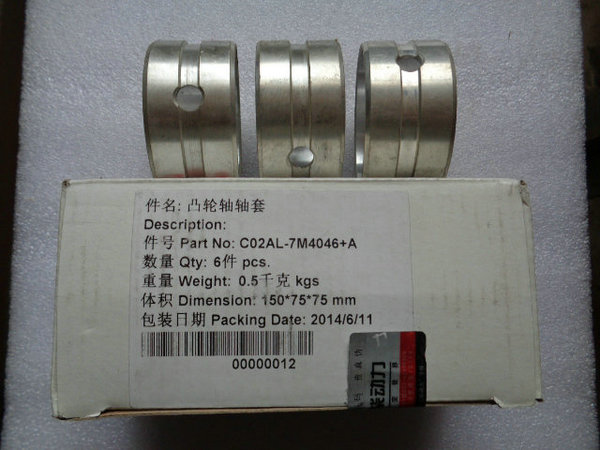 件名: 凸轮轴轴套
Description:
件号 Part No: C02AL-7M4046+A
数量 Qty: 6件 pcs.
重量 Weight: 0.5千克 kgs
体积 Dimension: 150*75*75 mm
包装日期 Packing Date: 2014/6/11
00000012
动力